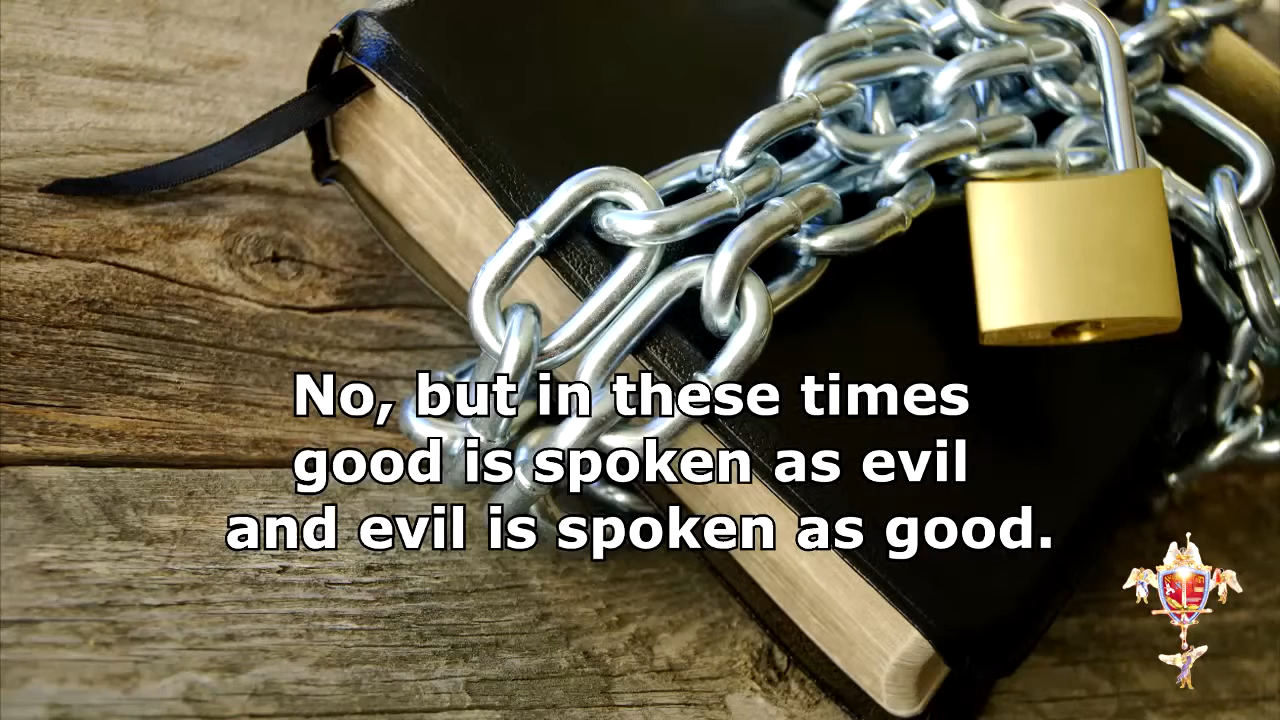 No, but in these times
good is spoken as evil
and evil is spoken as good.